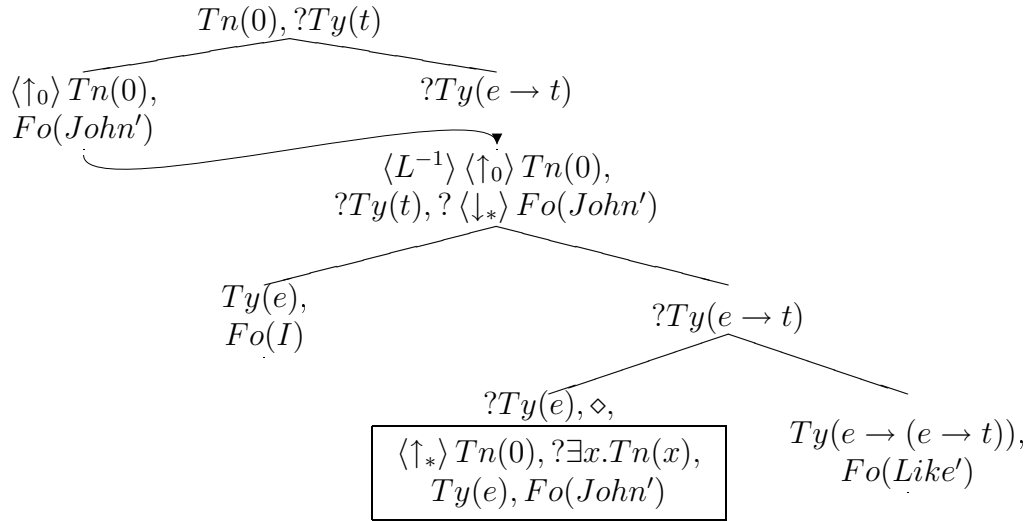 Tn(0), ?Ty(t)
⟨↑₀⟩ Tn(0),
Fo(John′)
?Ty(e → t)
⟨L⁻¹⟩ ⟨↑₀⟩ Tn(0),
?Ty(t), ? ⟨↓∗⟩ Fo(John′)
Ty(e),
Fo(I)
?Ty(e → t)
?Ty(e), ⋄,
⟨↑∗⟩ Tn(0), ?∃x.Tn(x),
Ty(e), Fo(John′)
Ty(e → (e → t)),
Fo(Like′)